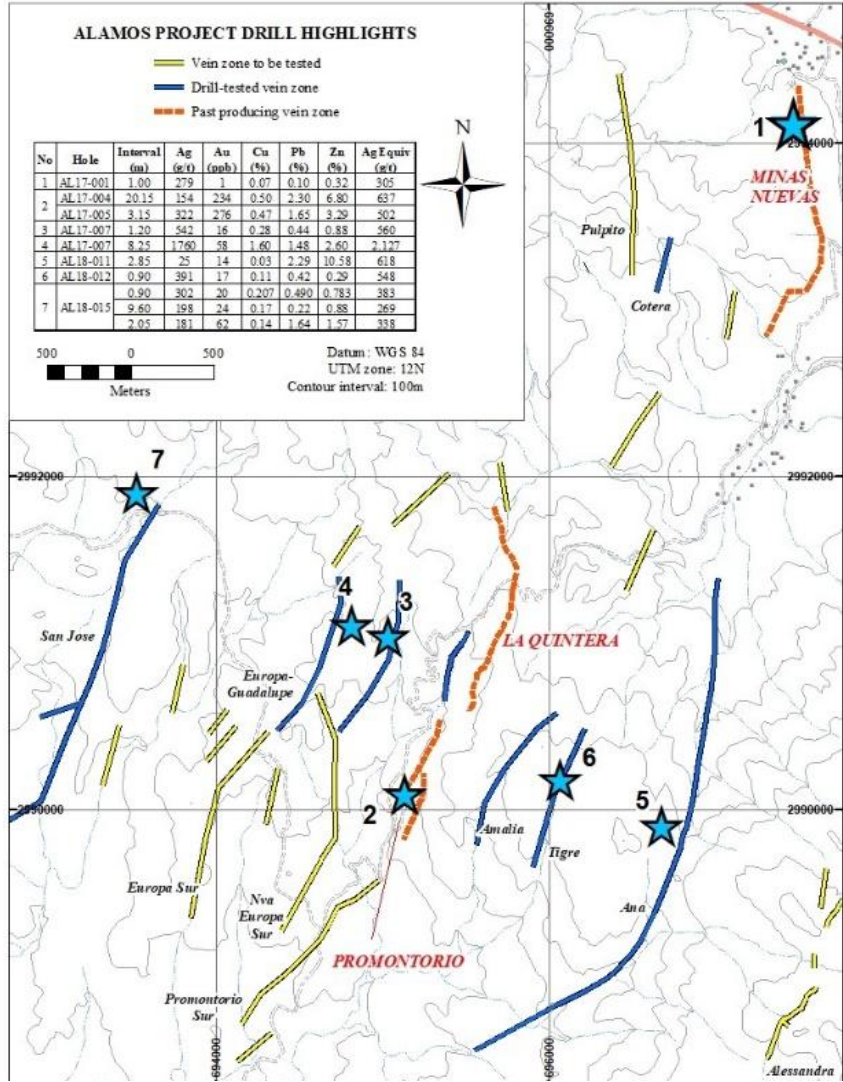 ALAMOS PROJECT DRILL HIGHLIGHTS
Vein zone to be tested
Drill-tested vein zone
Past producing vein zone
N
No Hole Interval (m) Ag (g/t) Au (ppb) Cu (%) Pb (%) Zn (%) Ag Equiv (g/t)
1 AL17-001 1.00 279 1 0.07 0.10 0.32 305
2 AL17-004 20.15 154 234 0.50 2.30 6.80 637
AL17-005 3.15 322 276 0.47 1.65 3.29 502
3 AL17-007 1.20 542 16 0.28 0.44 0.88 560
4 AL17-007 8.25 1760 58 1.60 1.48 2.60 2,127
5 AL18-011 2.85 25 14 0.03 2.29 10.58 618
6 AL18-012 0.90 391 17 0.11 0.42 0.29 548
7 AL18-015 0.90 302 20 0.207 0.490 0.783 383
9.60 198 24 0.17 0.22 0.88 269
2.05 181 62 0.14 1.64 1.57 338
500 0 500
Meters
Datum: WGS 84
UTM zone: 12N
Contour interval: 100m
696000
1
2994000
MINAS
NUEVAS
Pulpito
Cotera
7
2992000
2992000
4
3
San Jose
LA QUINTERA
Europa-
Guadalupe
6
2
5
2990000
2990000
Amalia
Tigre
Europa Sur
Nva
Europa
Sur
Ana
PROMONTORIO
Promontorio
Sur
694000
696000
Alessandra